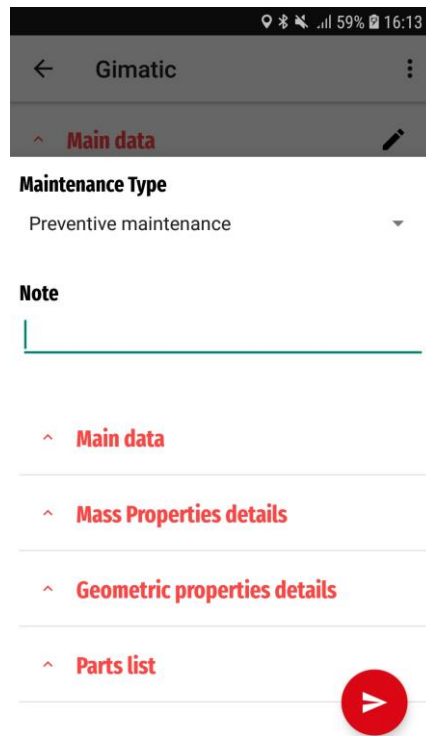 59% 16:13
Gimatic
Main data
Maintenance Type
Preventive maintenance
Note
Main data
Mass Properties details
Geometric properties details
Parts list